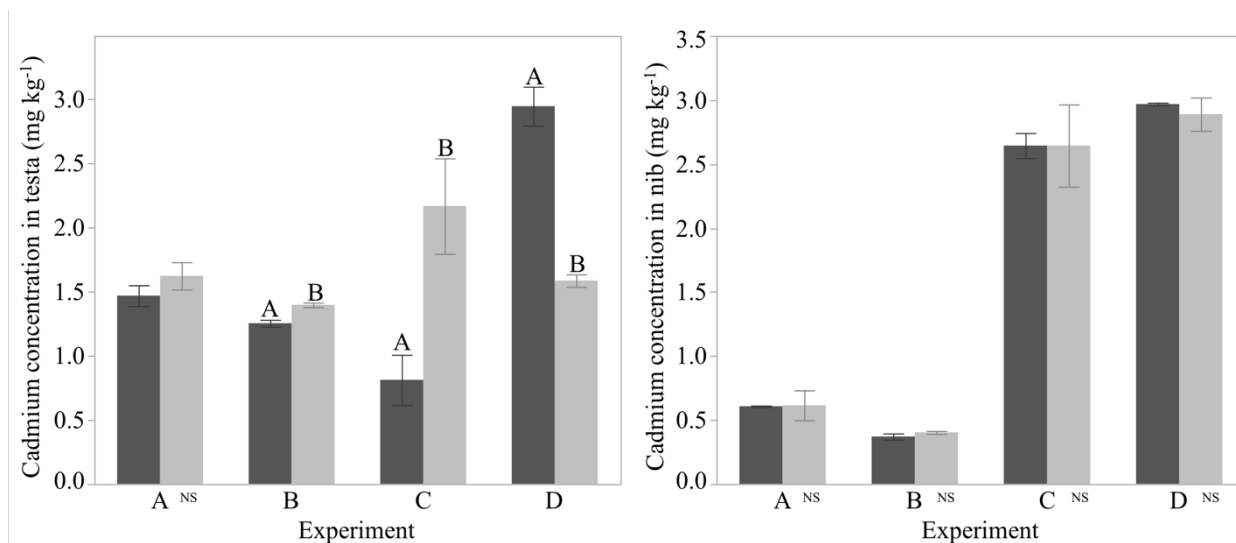 Cadmium concentration in testa (mg kg⁻¹)
3.0
2.5
2.0
1.5
1.0
0.5
0.0
A
B
A
B
A
B
A NS
B
C
D
Experiment
Cadmium concentration in nib (mg kg⁻¹)
3.5
3.0
2.5
2.0
1.5
1.0
0.5
0.0
A NS
B NS
C NS
D NS
Experiment